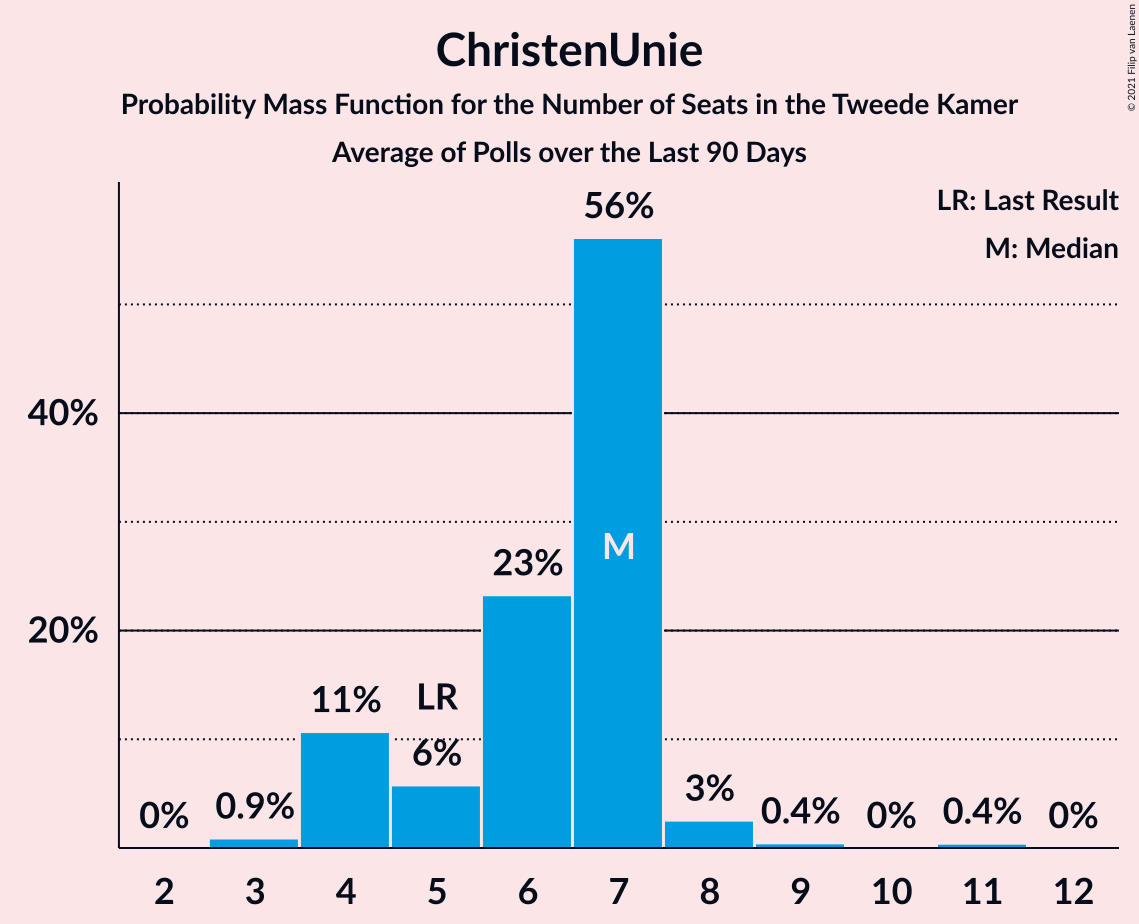 ChristenUnie
Probability Mass Function for the Number of Seats in the Tweede Kamer
Average of Polls over the Last 90 Days
© 2021 Filip van Laenen
LR: Last Result
M: Median
56%
40%
M
23%
20%
11%
LR
6%
0%
0.9%
3%
0.4%
0%
0.4%
0%
2 3 4 5 6 7 8 9 10 11 12